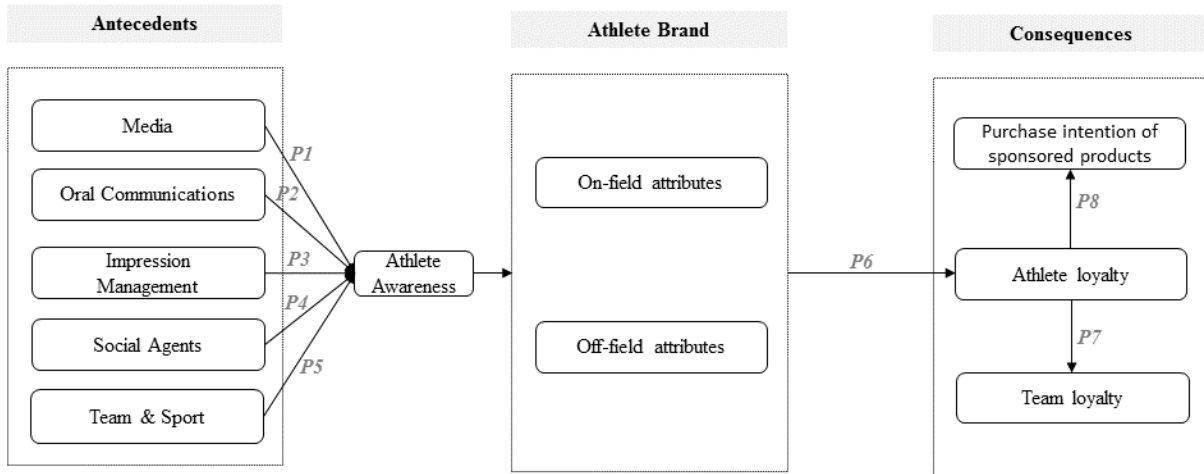 Antecedents
Athlete Brand
Consequences
Media
Oral Communications
Impression
Management
Social Agents
Team & Sport
P1
P2
P3
P4
P5
Athlete
Awareness
On-field attributes
Off-field attributes
P6
Purchase intention of
sponsored products
P8
Athlete loyalty
P7
Team loyalty